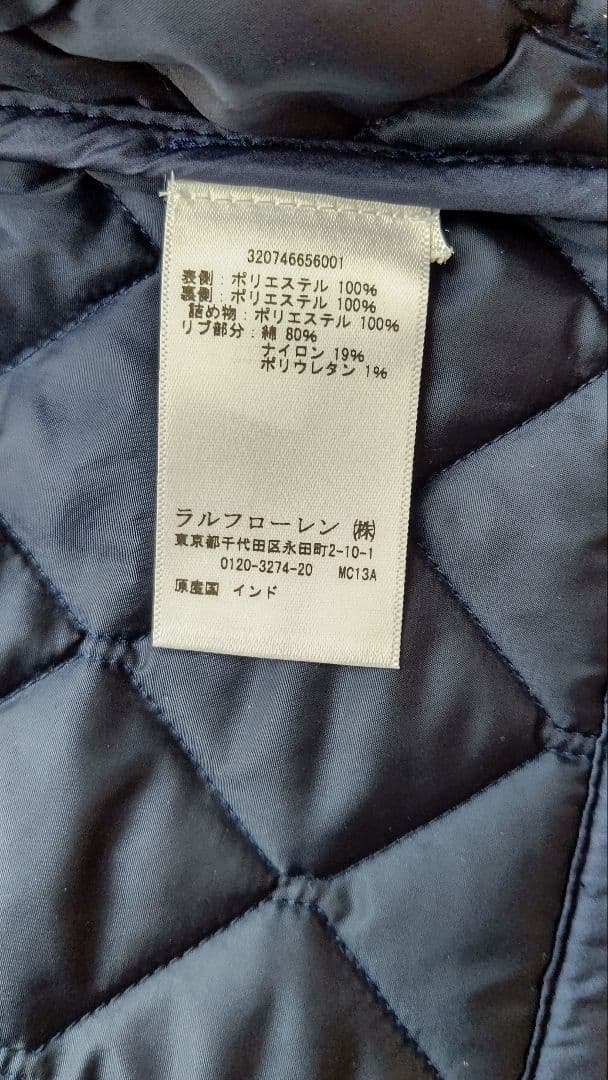 320746656001
表側：ポリエステル 100%
裏側：ポリエステル 100%
詰め物：ポリエステル 100%
リブ部分：綿 80%
ナイロン 19%
ポリウレタン 1%
ラルフローレン ㈱
東京都千代田区永田町2-10-1
0120-3274-20 MC13A
原産国 インド